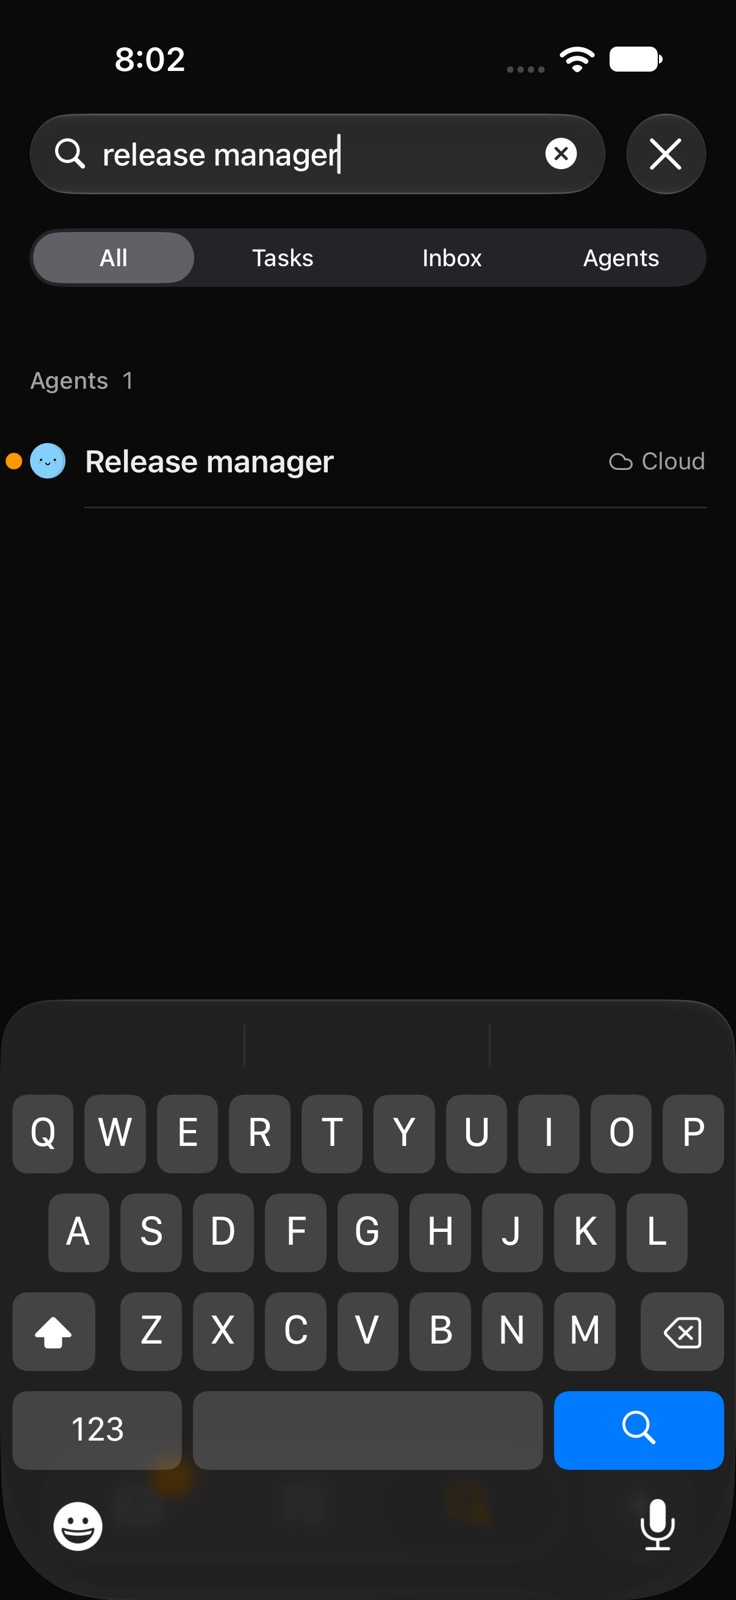 8:02
release manager
All Tasks Inbox Agents
Agents 1
Release manager Cloud
Q W E R T Y U I O P
A S D F G H J K L
Z X C V B N M
123